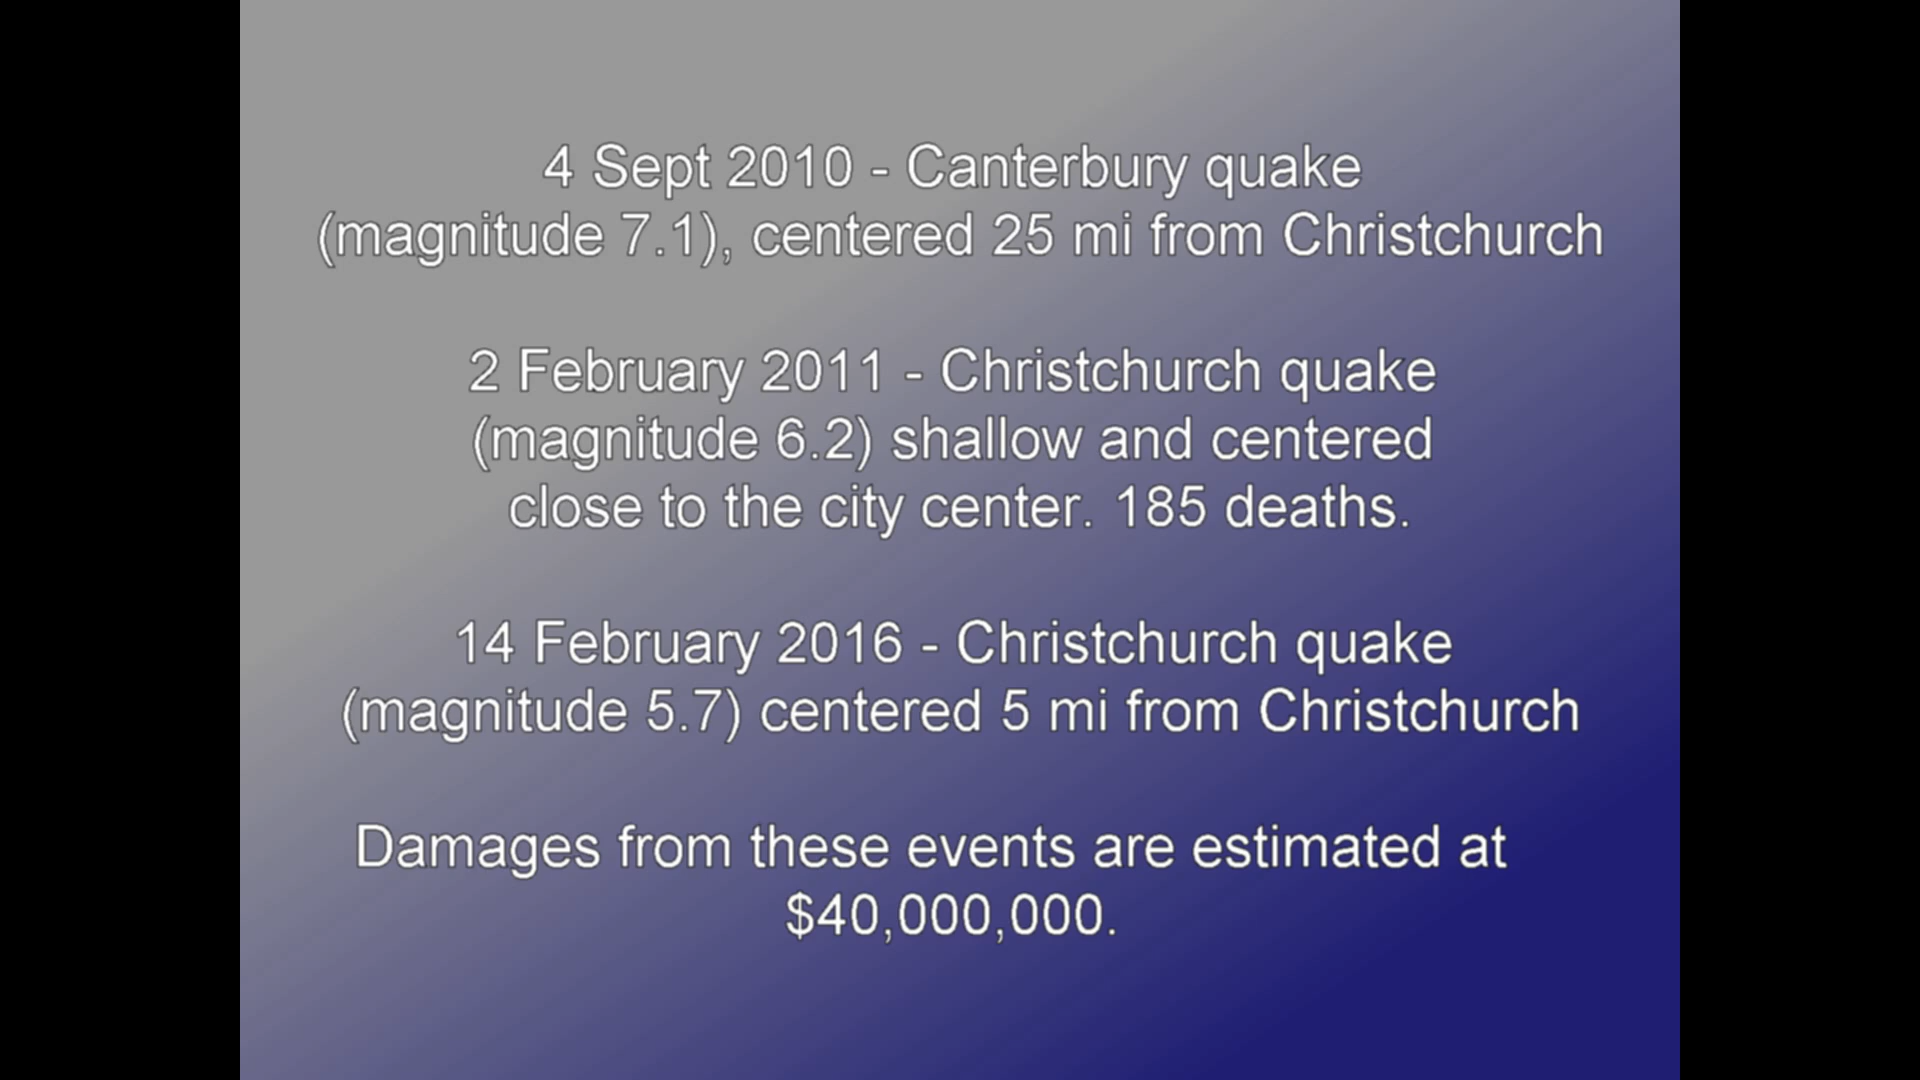 4 Sept 2010 - Canterbury quake
(magnitude 7.1), centered 25 mi from Christchurch
2 February 2011 - Christchurch quake
(magnitude 6.2) shallow and centered
close to the city center. 185 deaths.
14 February 2016 - Christchurch quake
(magnitude 5.7) centered 5 mi from Christchurch
Damages from these events are estimated at
$40,000,000.